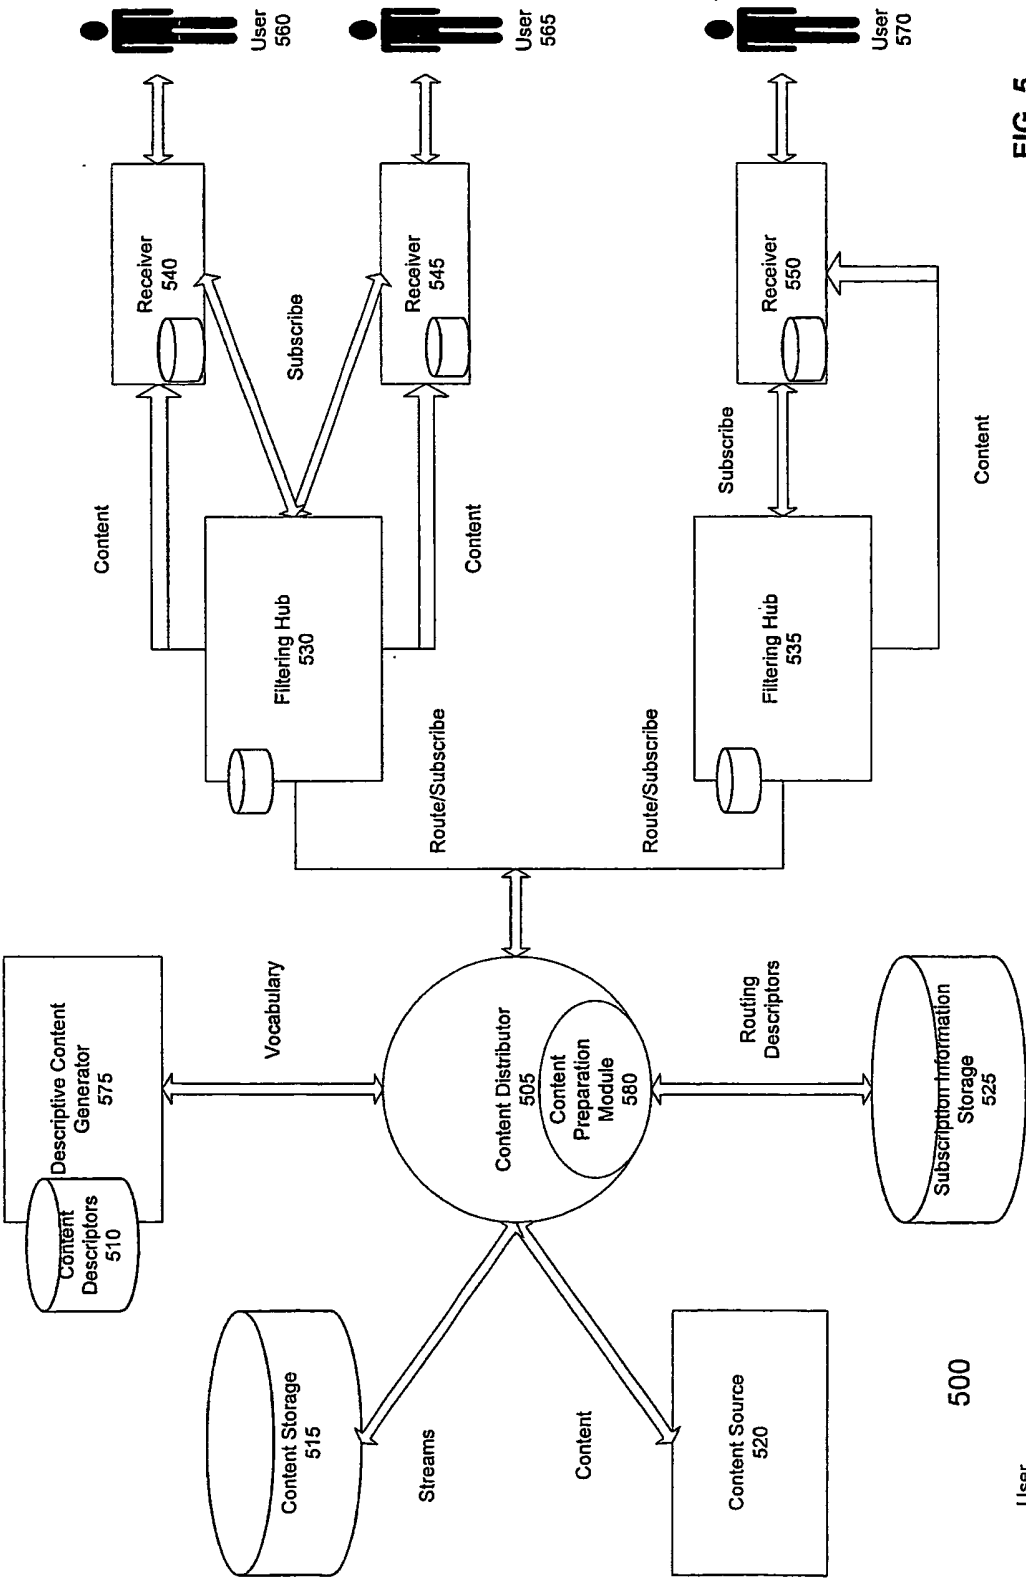 Content Storage
515
Streams
Content
Content Source
520
Content
Descriptors
510
Descriptive Content
Generator
575
Vocabulary
Content Distributor
505
Content
Preparation
Module
580
Routing
Descriptors
Subscription Information
Storage
525
Route/Subscribe
Route/Subscribe
Filtering Hub
530
Filtering Hub
535
Content
Subscribe
Content
Subscribe
Content
Receiver
540
Receiver
545
Receiver
550
User
560
User
565
User
570
500
User
FIG. 5